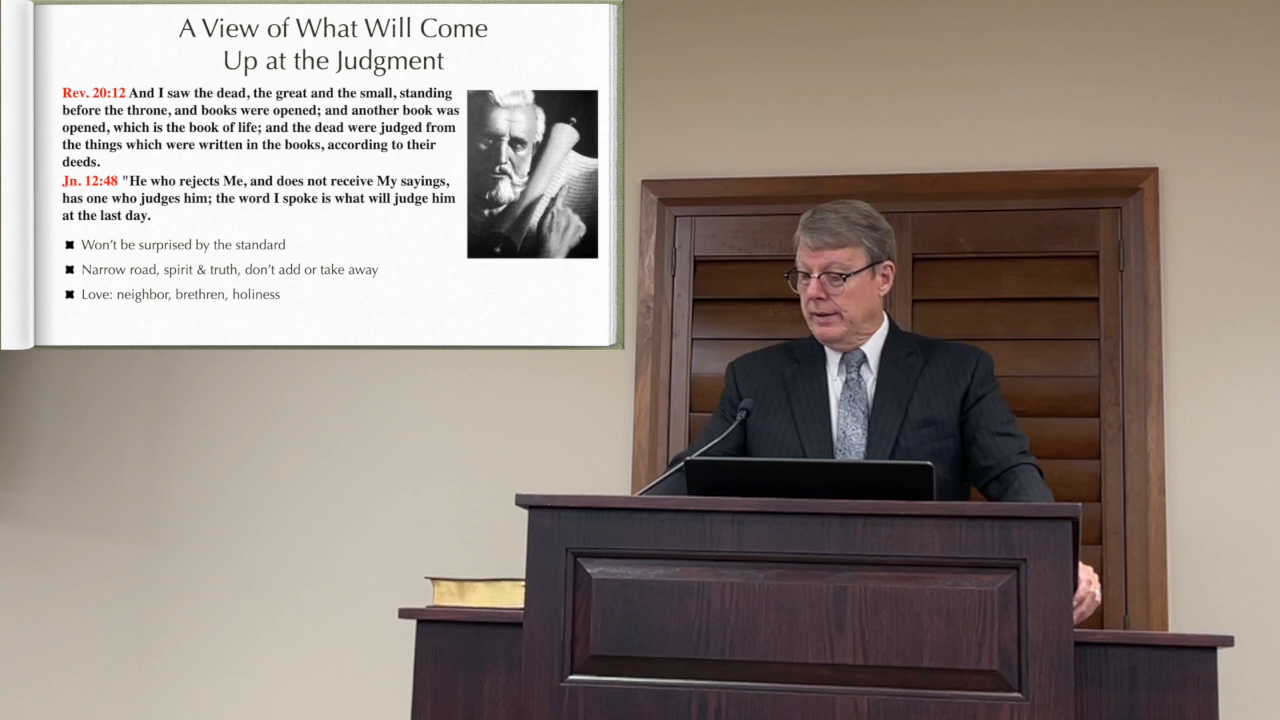 A View of What Will Come
Up at the Judgment
Rev. 20:12 And I saw the dead, the great and the small, standing
before the throne, and books were opened; and another book was
opened, which is the book of life; and the dead were judged from
the things which were written in the books, according to their
deeds.
Jn. 12:48 "He who rejects Me, and does not receive My sayings,
has one who judges him; the word I spoke is what will judge him
at the last day.
Won't be surprised by the standard
Narrow road, spirit & truth, don't add or take away
Love: neighbor, brethren, holiness